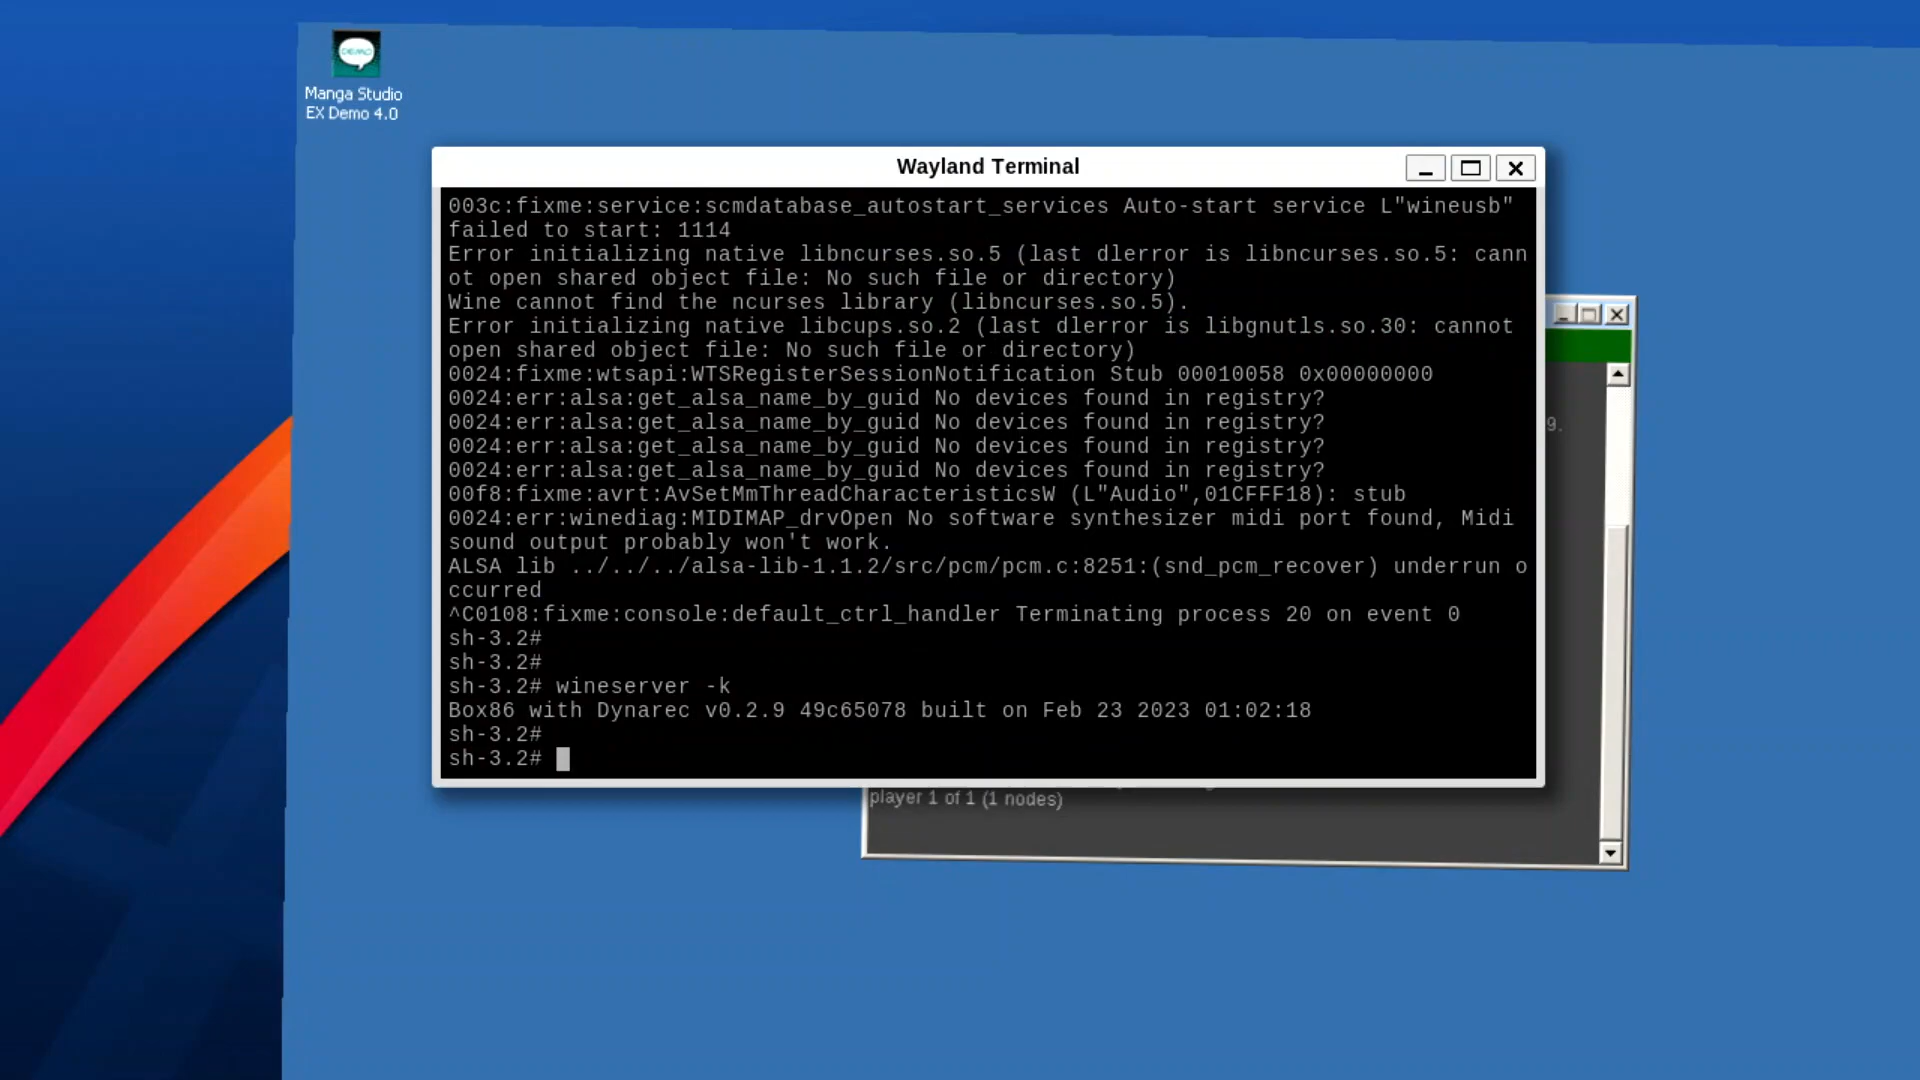 DEMO
Manga Studio
EX Demo 4.0
Wayland Terminal
003c:fixme:service:scmdatabase_autostart_services Auto-start service L"wineusb"
failed to start: 1114
Error initializing native libncurses.so.5 (last dlerror is libncurses.so.5: cann
ot open shared object file: No such file or directory)
Wine cannot find the ncurses library (libncurses.so.5).
Error initializing native libcups.so.2 (last dlerror is libgnutls.so.30: cannot
open shared object file: No such file or directory)
0024:fixme:wtsapi:WTSRegisterSessionNotification Stub 00010058 0x00000000
0024:err:alsa:get_alsa_name_by_guid No devices found in registry?
0024:err:alsa:get_alsa_name_by_guid No devices found in registry?
0024:err:alsa:get_alsa_name_by_guid No devices found in registry?
0024:err:alsa:get_alsa_name_by_guid No devices found in registry?
00f8:fixme:avrt:AvSetMmThreadCharacteristicsW (L"Audio",01CFFF18): stub
0024:err:winediag:MIDIMAP_drvOpen No software synthesizer midi port found, Midi
sound output probably won't work.
ALSA lib ../../../alsa-lib-1.1.2/src/pcm/pcm.c:8251:(snd_pcm_recover) underrun o
ccurred
^C0108:fixme:console:default_ctrl_handler Terminating process 20 on event 0
sh-3.2#
sh-3.2#
sh-3.2# wineserver -k
Box86 with Dynarec v0.2.9 49c65078 built on Feb 23 2023 01:02:18
sh-3.2#
sh-3.2#
9.
player 1 of 1 (1 nodes)